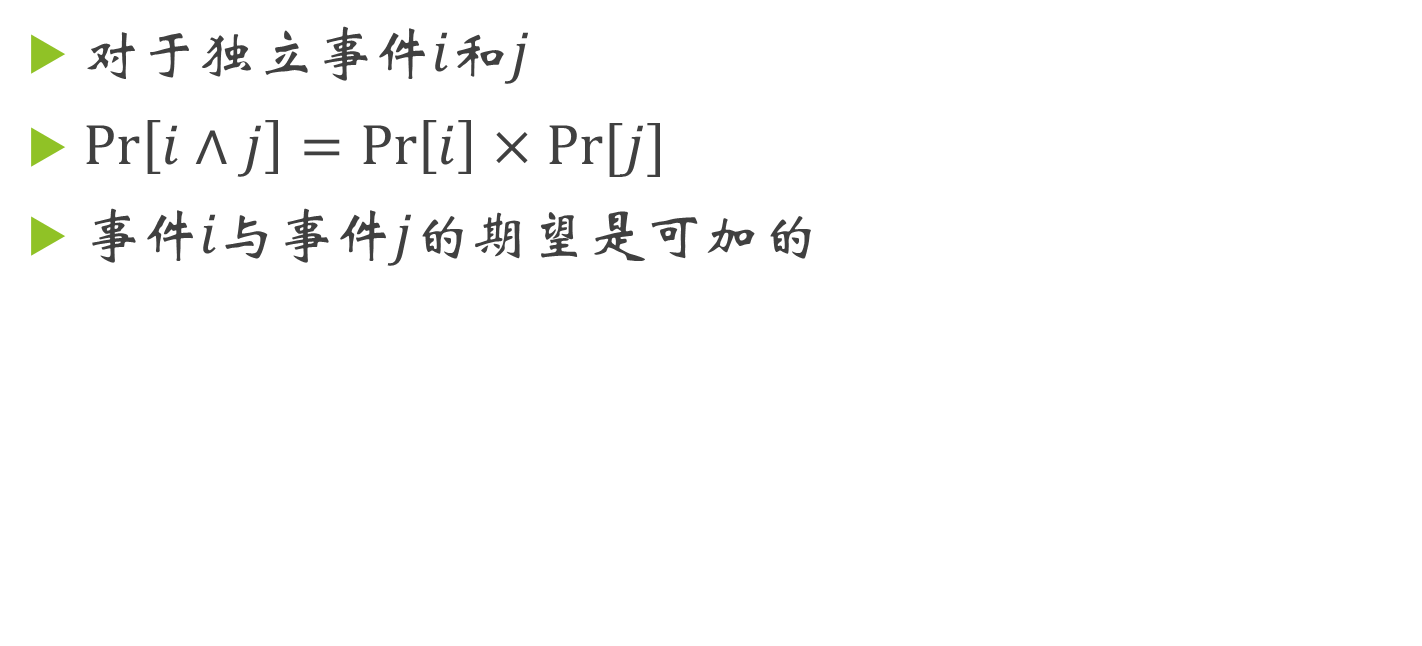 对于独立事件i和j
Pr[i ∧ j] = Pr[i] × Pr[j]
事件i与事件j的期望是可加的